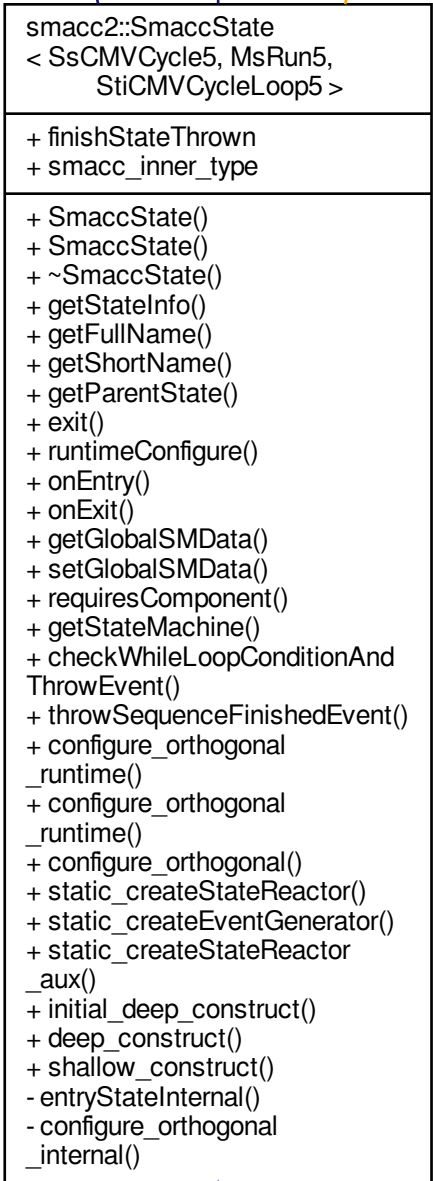 smacc2::SmaccState
< SsCMVCycle5, MsRun5,
StiCMVCycleLoop5 >
+ finishStateThrown
+ smacc_inner_type
+ SmaccState()
+ SmaccState()
+ ~SmaccState()
+ getStateInfo()
+ getFullName()
+ getShortName()
+ getParentState()
+ exit()
+ runtimeConfigure()
+ onEntry()
+ onExit()
+ getGlobalSMData()
+ setGlobalSMData()
+ requiresComponent()
+ getStateMachine()
+ checkWhileLoopConditionAnd
ThrowEvent()
+ throwSequenceFinishedEvent()
+ configure_orthogonal
_runtime()
+ configure_orthogonal
_runtime()
+ configure_orthogonal()
+ static_createStateReactor()
+ static_createEventGenerator()
+ static_createStateReactor
_aux()
+ initial_deep_construct()
+ deep_construct()
+ shallow_construct()
- entryStateInternal()
- configure_orthogonal
_internal()